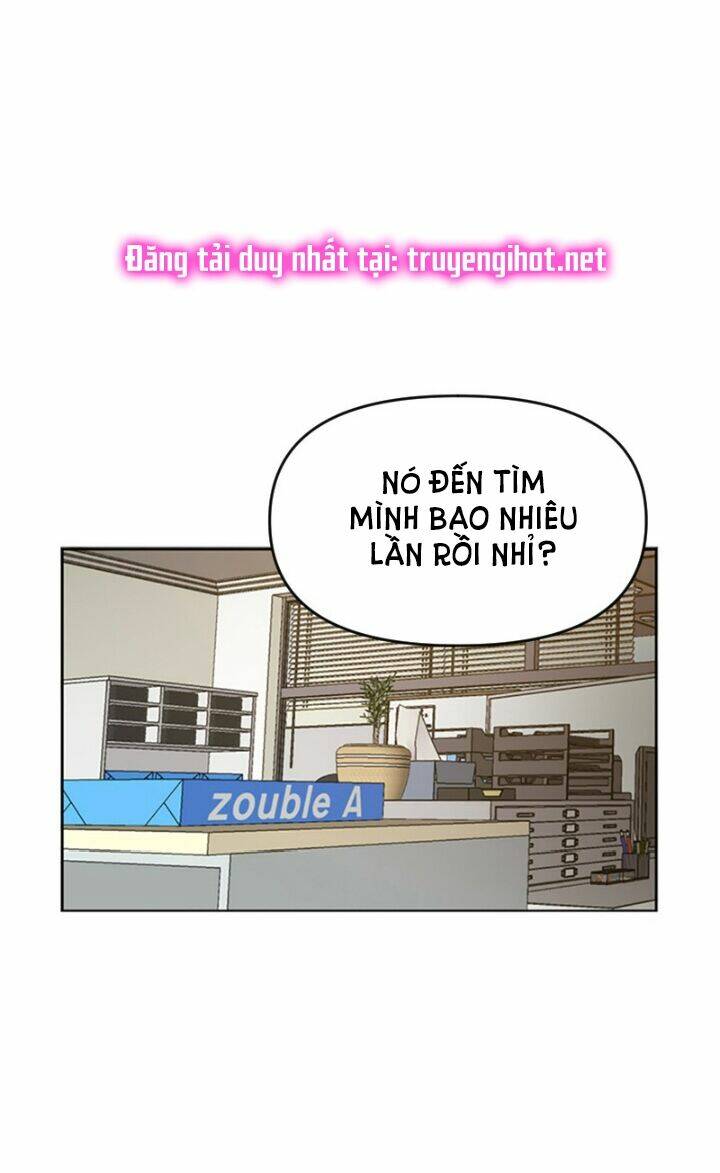 Đăng tải duy nhất tại: truyengihot.net
NÓ ĐẾN TÌM
MÌNH BAO NHIÊU
LẦN RỒI NHỈ?
zouble A